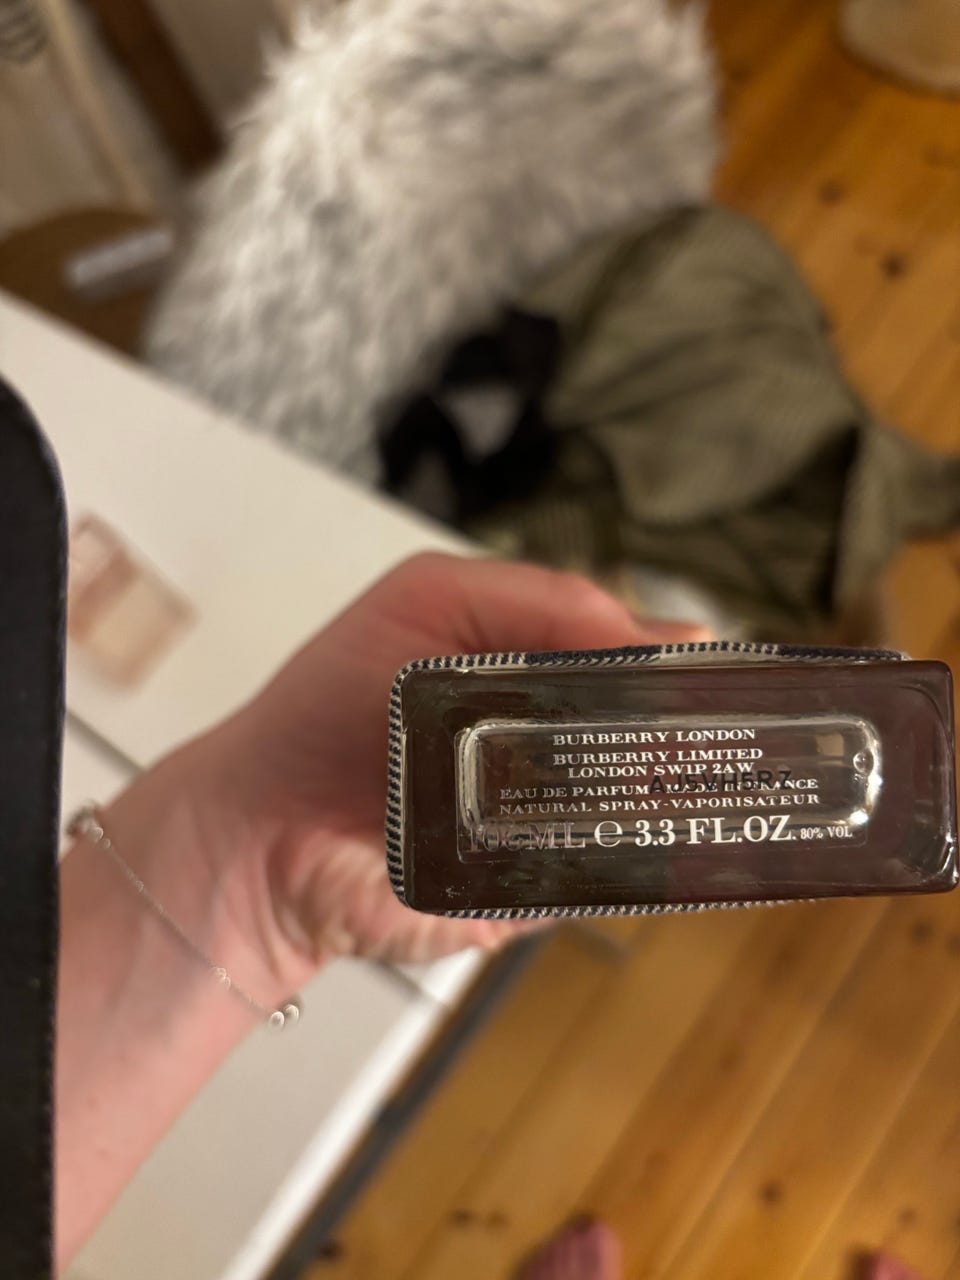 BURBERRY LONDON
BURBERRY LIMITED
LONDON SW1P 2AW
EAU DE PARFUM MADE IN FRANCE
NATURAL SPRAY-VAPORISATEUR
100ML ℮ 3.3 FL.OZ. 80% VOL